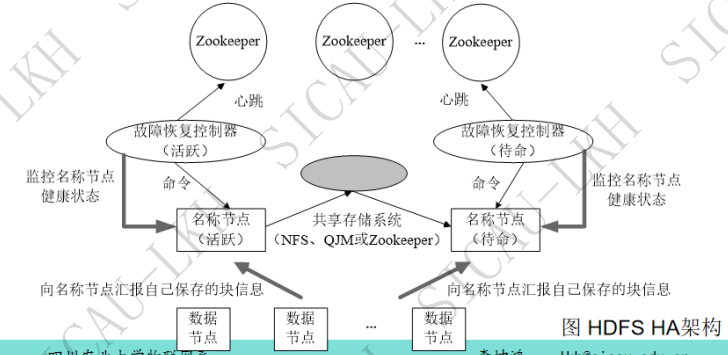 Zookeeper
Zookeeper
...
Zookeeper
心跳
心跳
故障恢复控制器
（活跃）
故障恢复控制器
（待命）
监控名称节点
健康状态
命令
命令
监控名称节点
健康状态
名称节点
（活跃）
共享存储系统
（NFS、QJM或Zookeeper）
名称节点
（待命）
向名称节点汇报自己保存的块信息
向名称节点汇报自己保存的块信息
数据
节点
数据
节点
...
数据
节点
图 HDFS HA架构
SICAU-LKH
SICAU-LKH
SICAU-LKH